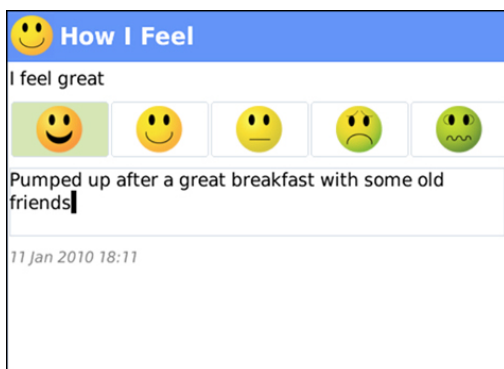 How I Feel
I feel great
Pumped up after a great breakfast with some old
friends
11 Jan 2010 18:11